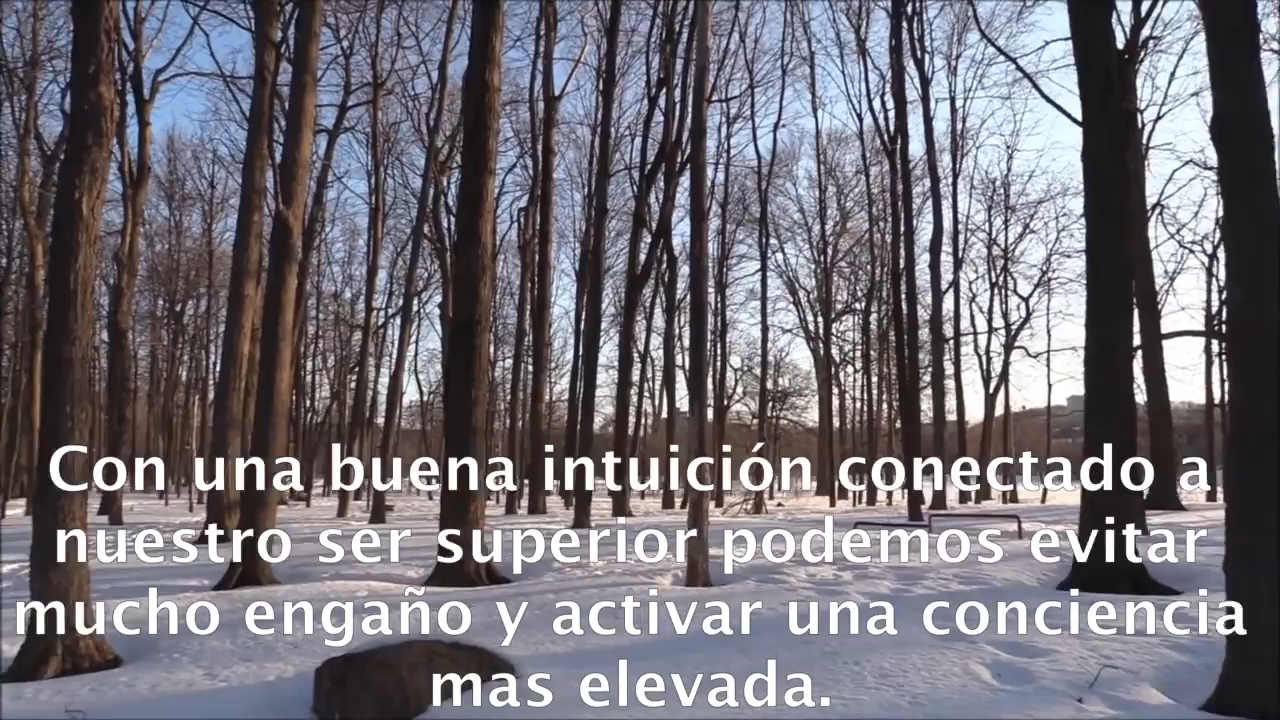 Con una buena intuición conectado a
nuestro ser superior podemos evitar
mucho engaño y activar una conciencia
mas elevada.